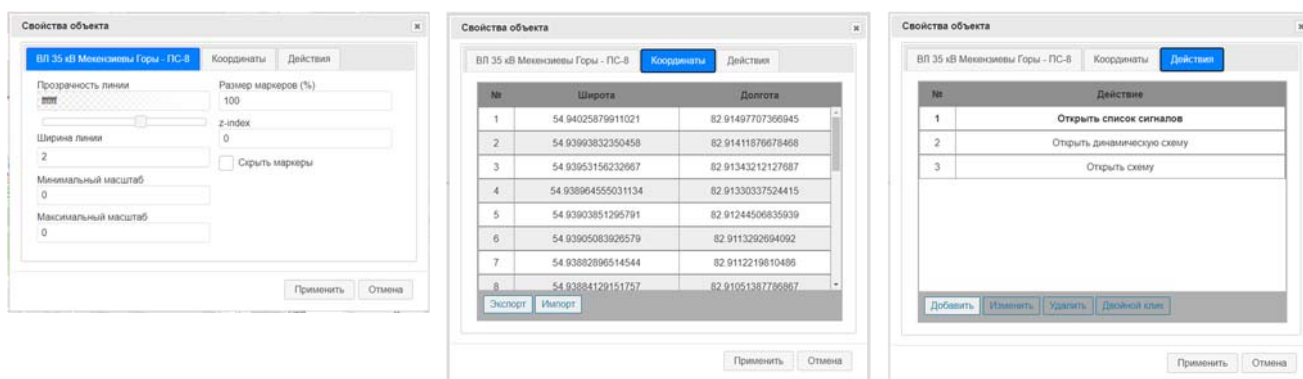 Свойства объекта
ВЛ 35 кВ Мекензиевы Горы - ПС-8 Координаты Действия
Прозрачность линии Размер маркеров (%)
ffffff 100
z-index
Ширина линии 0
2 Скрыть маркеры
Минимальный масштаб
0
Максимальный масштаб
0
Применить Отмена
Свойства объекта
ВЛ 35 кВ Мекензиевы Горы - ПС-8 Координаты Действия
№ Широта Долгота
1 54.94025879911021 82.91497707366945
2 54.93993832350458 82.91411876678468
3 54.93953156232667 82.91343212127687
4 54.938964555031134 82.91330337524415
5 54.93903851295791 82.91244506835939
6 54.93905083926579 82.9113292694092
7 54.93882896514544 82.9112219810486
8 54.93884129151757 82.91051387786867
Экспорт Импорт
Применить Отмена
Свойства объекта
ВЛ 35 кВ Мекензиевы Горы - ПС-8 Координаты Действия
№ Действие
1 Открыть список сигналов
2 Открыть динамическую схему
3 Открыть схему
Добавить Изменить Удалить Двойной клик
Применить Отмена